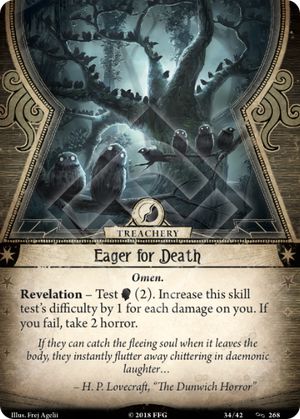 TREACHERY
Eager for Death
Omen.
Revelation – Test (2). Increase this skill
test's difficulty by 1 for each damage on you. If
you fail, take 2 horror.
If they can catch the fleeing soul when it leaves the
body, they instantly flutter away chittering in daemonic
laughter…
– H. P. Lovecraft, “The Dunwich Horror”
Illus. Frej Agelii © 2018 FFG 34/42 268